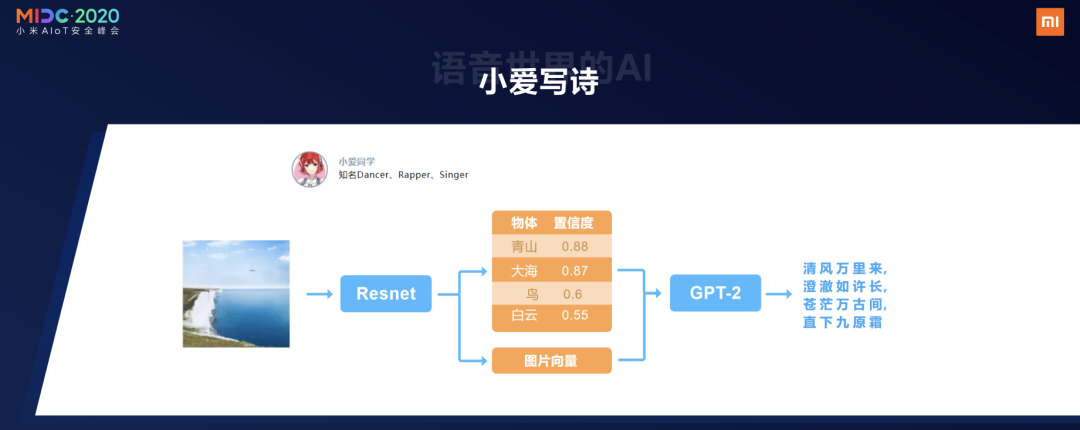 MIDC·2020
小米AIoT安全峰会
语音世界的AI
小爱写诗
小爱同学
知名Dancer、Rapper、Singer
物体 置信度
青山 0.88
大海 0.87
鸟 0.6
白云 0.55
Resnet
图片向量
GPT-2
清风万里来,
澄澈如许长,
苍茫万古间,
直下九原霜